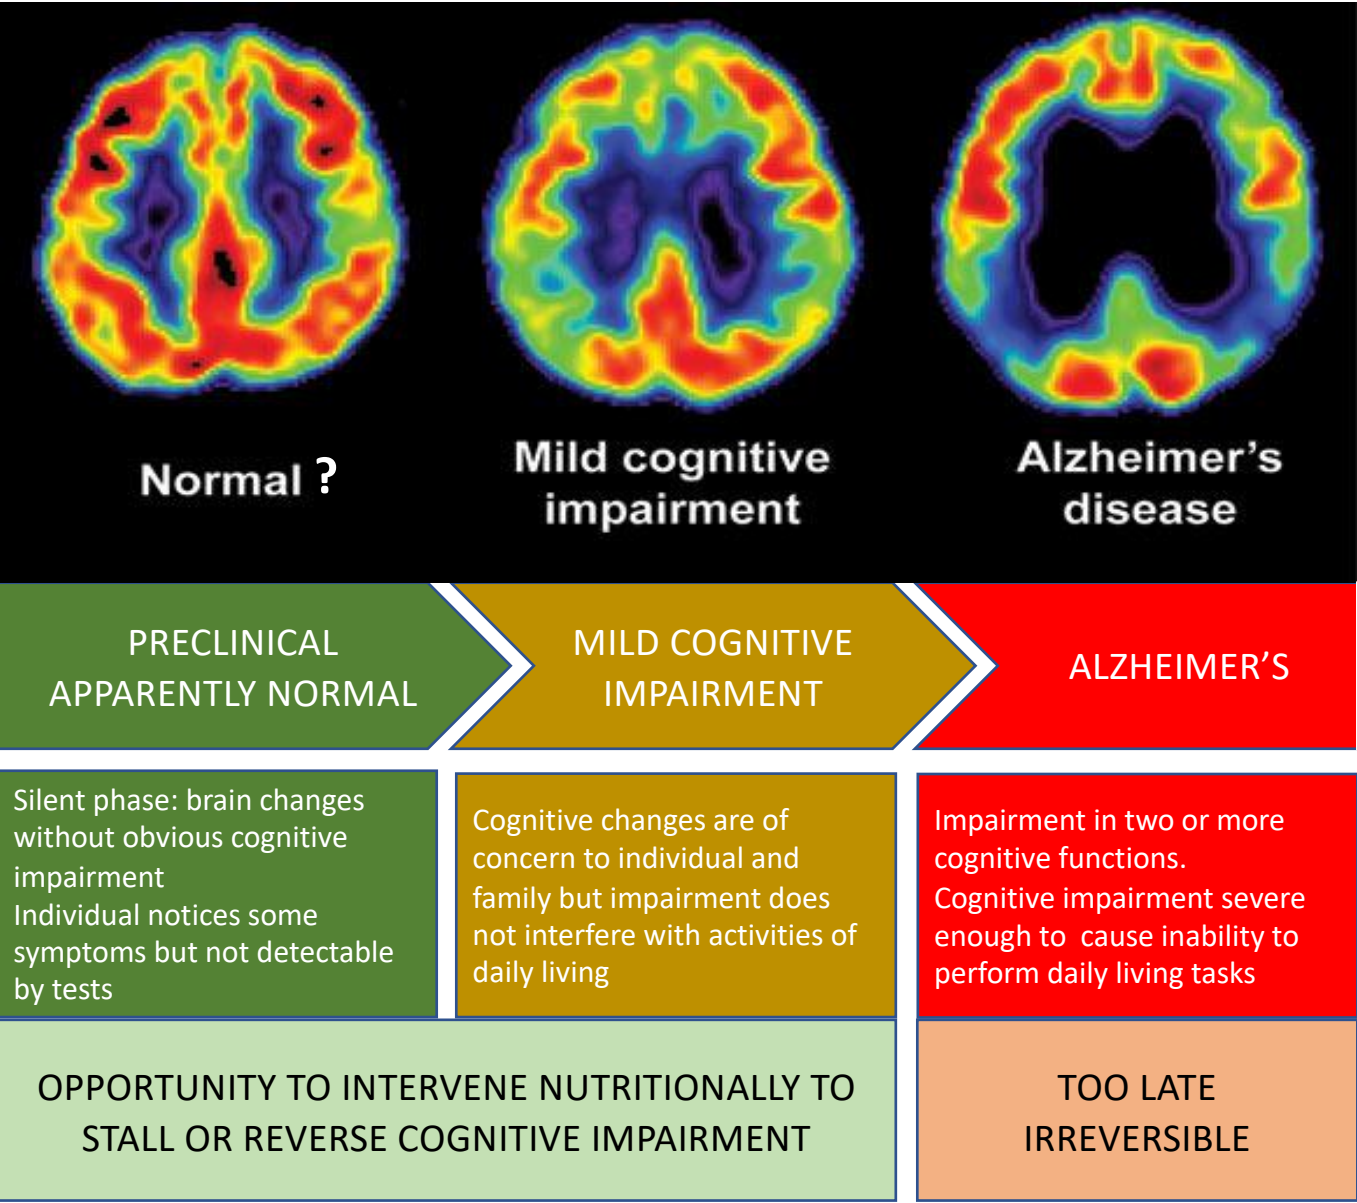 Normal ?
Mild cognitive
impairment
Alzheimer's
disease
PRECLINICAL
APPARENTLY NORMAL
MILD COGNITIVE
IMPAIRMENT
ALZHEIMER'S
Silent phase: brain changes
without obvious cognitive
impairment
Individual notices some
symptoms but not detectable
by tests
Cognitive changes are of
concern to individual and
family but impairment does
not interfere with activities of
daily living
Impairment in two or more
cognitive functions.
Cognitive impairment severe
enough to  cause inability to
perform daily living tasks
OPPORTUNITY TO INTERVENE NUTRITIONALLY TO
STALL OR REVERSE COGNITIVE IMPAIRMENT
TOO LATE
IRREVERSIBLE